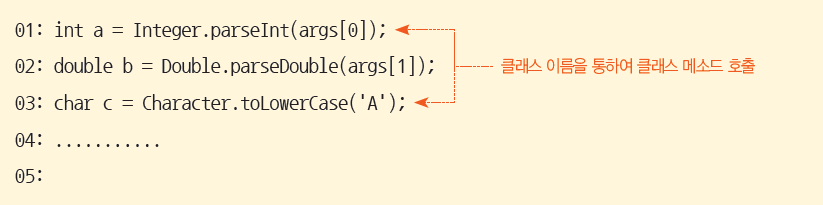 01: int a = Integer.parseInt(args[0]);
02: double b = Double.parseDouble(args[1]);
클래스 이름을 통하여 클래스 메소드 호출
03: char c = Character.toLowerCase('A');
04: ...........
05: